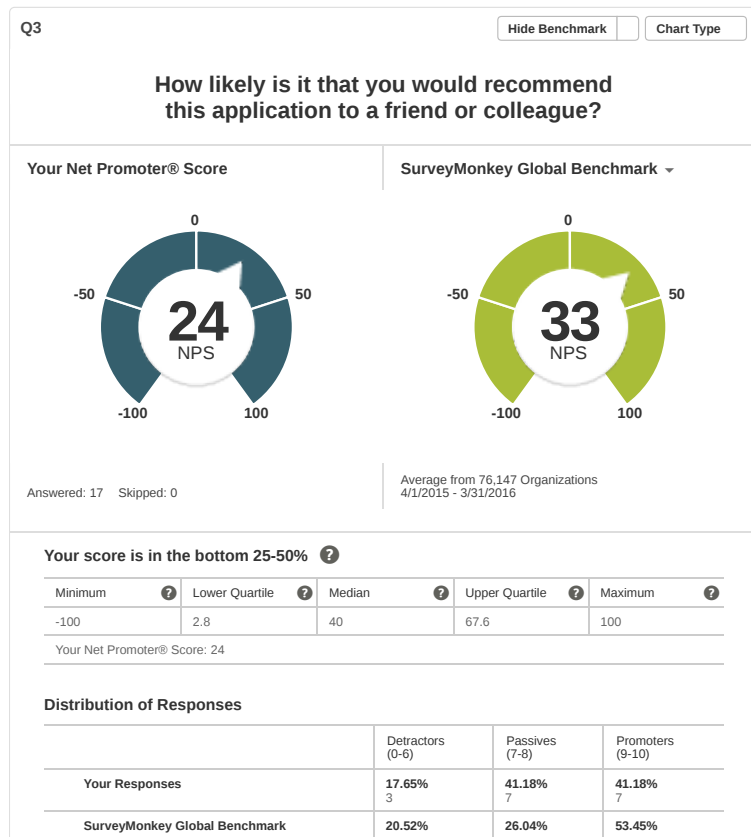 Q3
Hide Benchmark
Chart Type
How likely is it that you would recommend
this application to a friend or colleague?
Your Net Promoter® Score
SurveyMonkey Global Benchmark
0
-50
50
24
NPS
-100
100
0
-50
50
33
NPS
-100
100
Answered: 17 Skipped: 0
Average from 76,147 Organizations
4/1/2015 - 3/31/2016
Your score is in the bottom 25-50% ?
Minimum ? Lower Quartile ? Median ? Upper Quartile ? Maximum ?
-100 2.8 40 67.6 100
Your Net Promoter® Score: 24
Distribution of Responses
Detractors
(0-6)
Passives
(7-8)
Promoters
(9-10)
Your Responses 17.65% 41.18% 41.18%
3 7 7
SurveyMonkey Global Benchmark 20.52% 26.04% 53.45%